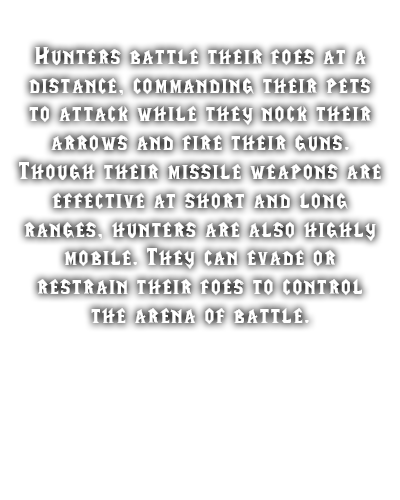 Hunters battle their foes at a
distance, commanding their pets
to attack while they nock their
arrows and fire their guns.
Though their missile weapons are
effective at short and long
ranges, hunters are also highly
mobile. They can evade or
restrain their foes to control
the arena of battle.